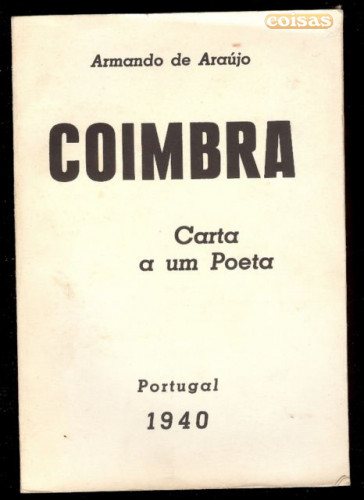 coisas
Armando de Araújo
COIMBRA
Carta
a um Poeta
Portugal
1940